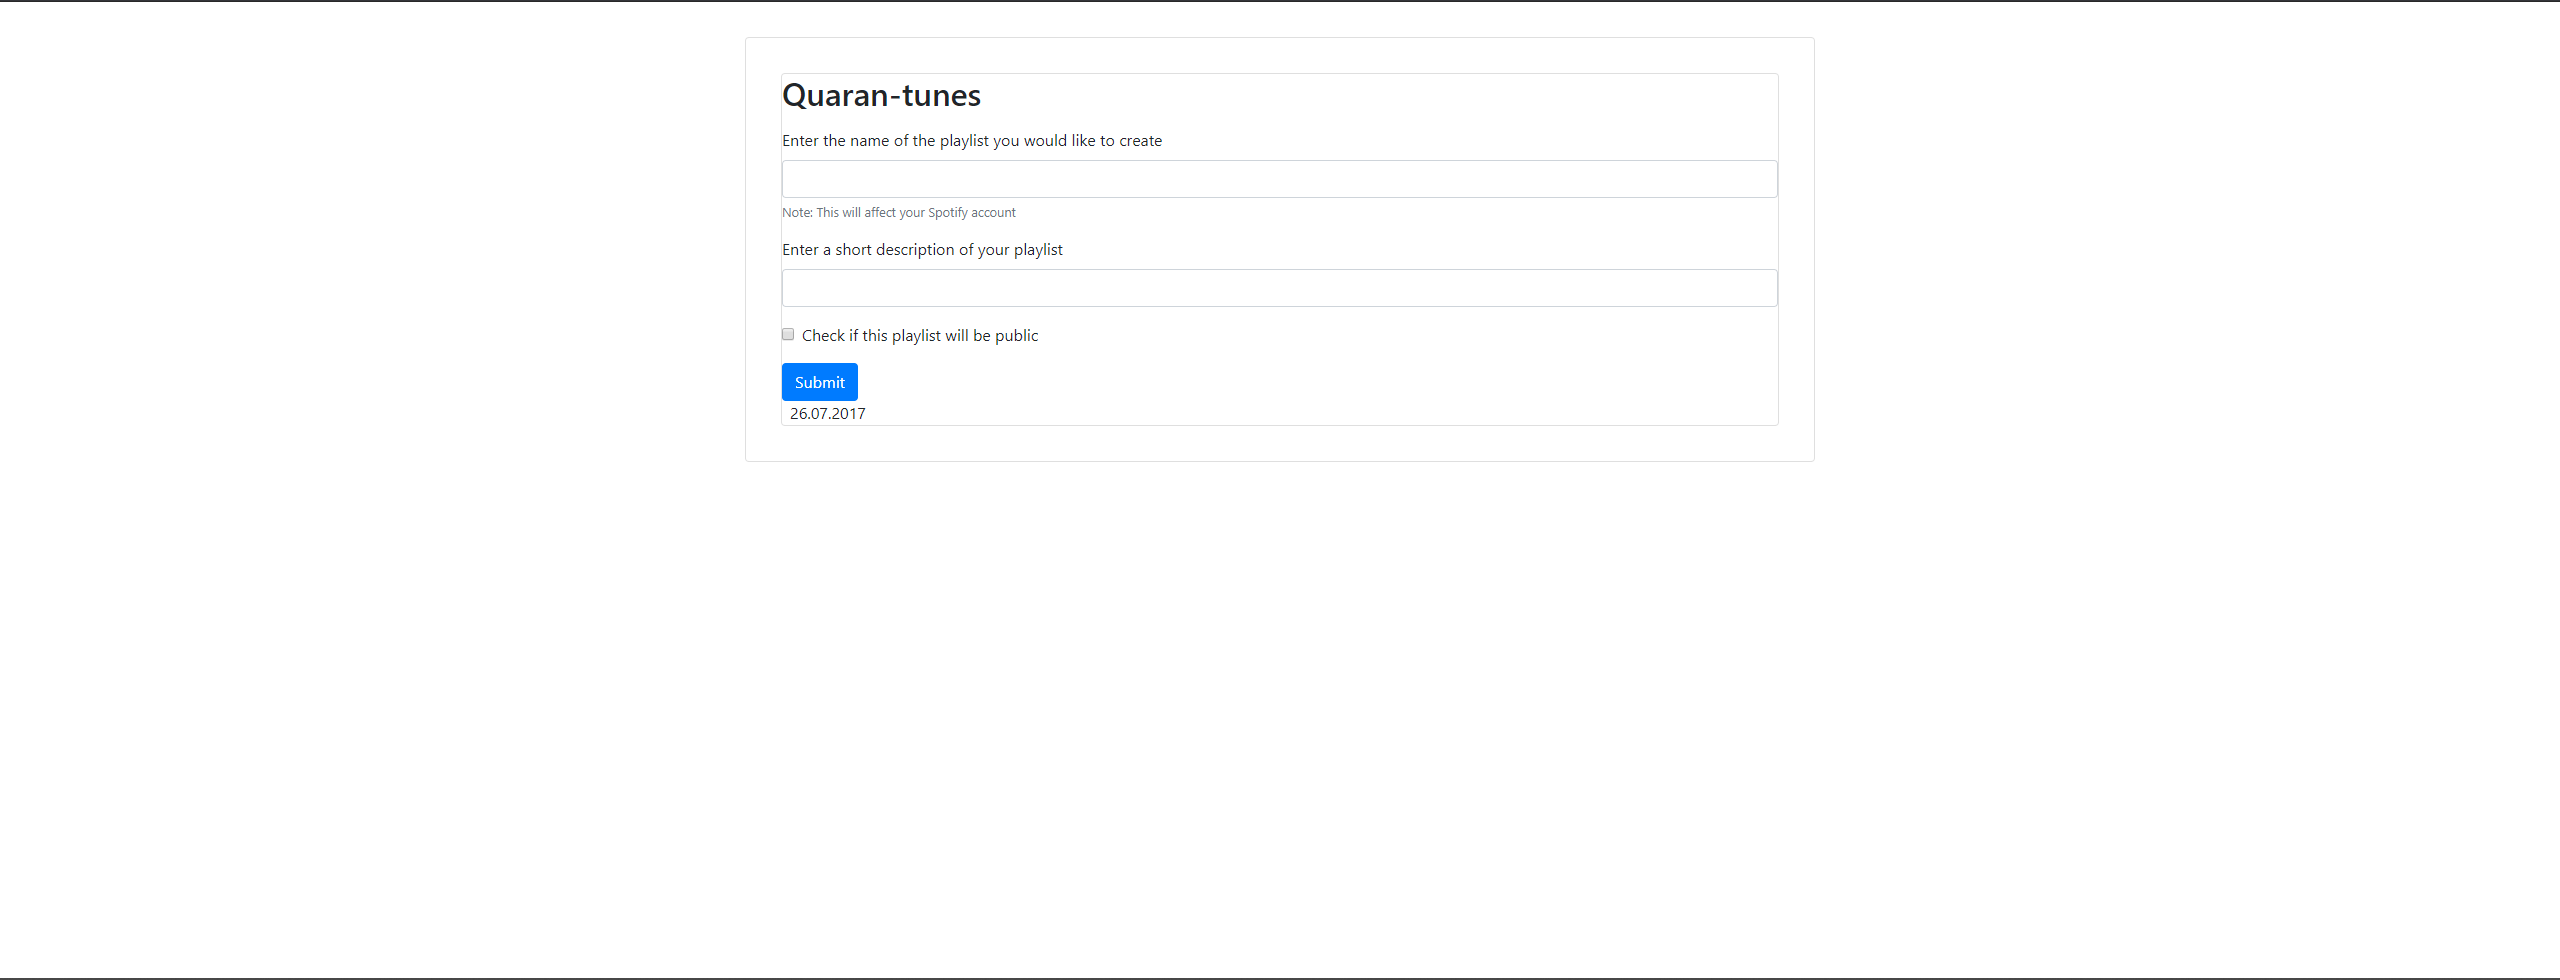 Quaran-tunes
Enter the name of the playlist you would like to create
Note: This will affect your Spotify account
Enter a short description of your playlist
Check if this playlist will be public
Submit
26.07.2017